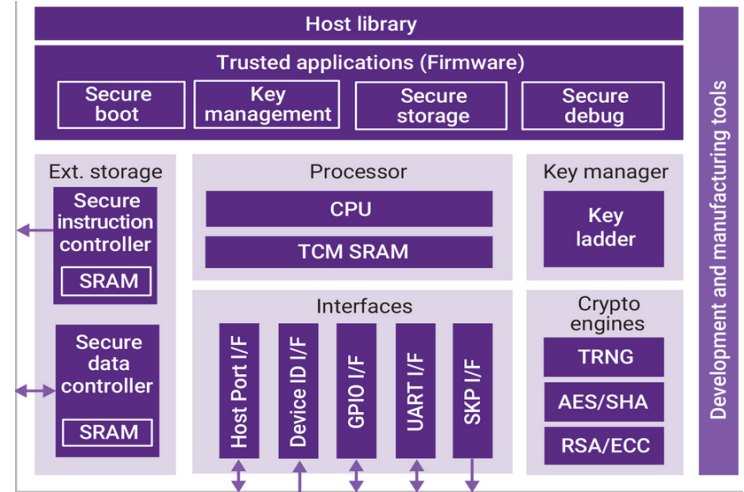 Host library
Trusted applications (Firmware)
Secure
boot
Key
management
Secure
storage
Secure
debug
Ext. storage
Secure
instruction
controller
SRAM
Secure
data
controller
SRAM
Processor
CPU
TCM SRAM
Key manager
Key
ladder
Interfaces
Host Port I/F
Device ID I/F
GPIO I/F
UART I/F
SKP I/F
Crypto
engines
TRNG
AES/SHA
RSA/ECC
Development and manufacturing tools